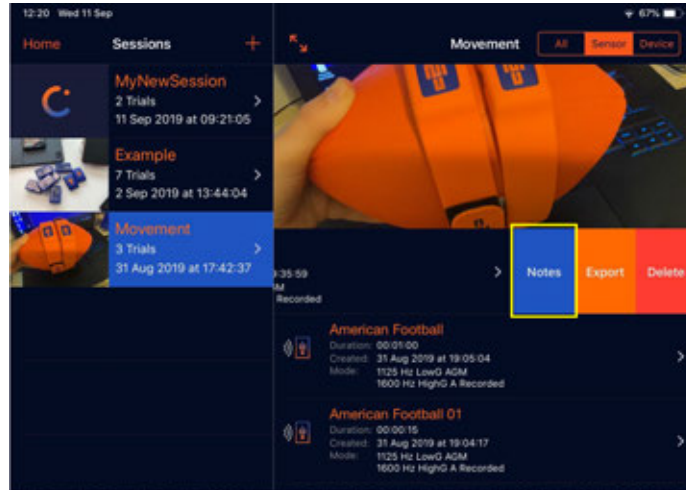 12:20 Wed 11 Sep
67%
Home
Sessions
+
MyNewSession
2 Trials
11 Sep 2019 at 09:21:05
Example
7 Trials
2 Sep 2019 at 13:44:04
Movement
3 Trials
31 Aug 2019 at 17:42:37
Movement
All Sensor Device
:35:59
Recorded
Notes Export Delete
American Football
Duration: 00:01:00
Created: 31 Aug 2019 at 19:05:04
Mode: 1125 Hz LowG AGM
1600 Hz HighG A Recorded
American Football 01
Duration: 00:00:15
Created: 31 Aug 2019 at 19:04:17
Mode: 1125 Hz LowG AGM
1600 Hz HighG A Recorded